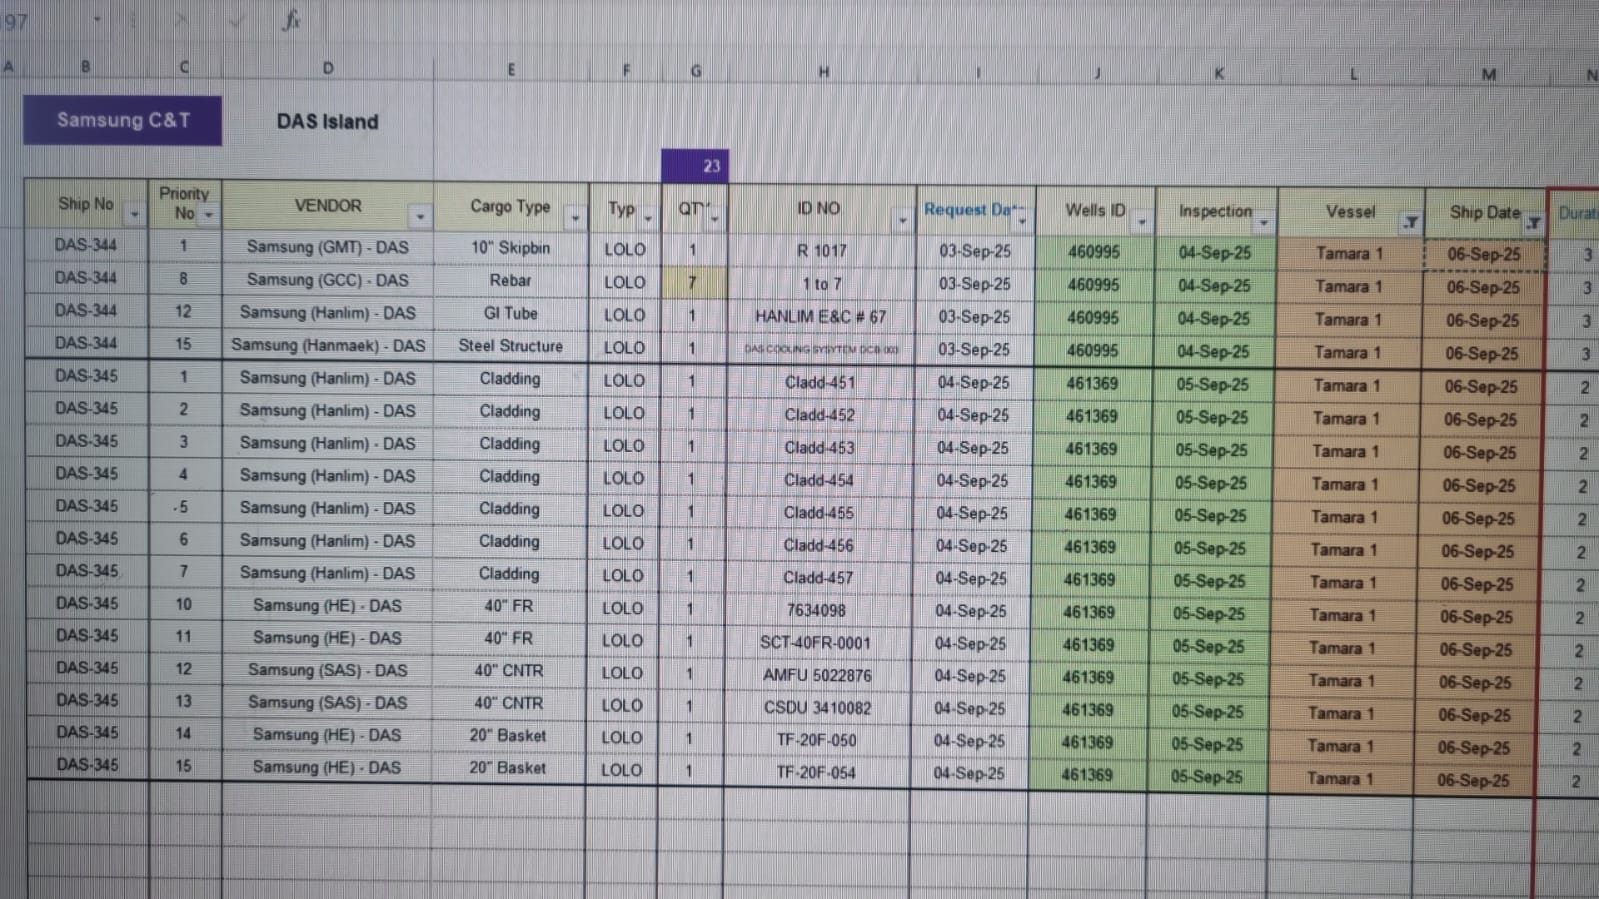 97 fx
A B C D E F G H I J K L M N
Samsung C&T DAS Island
23
Ship No Priority No VENDOR Cargo Type Typ QTY ID NO Request Da Wells ID Inspection Vessel Ship Date Durati
DAS-344 1 Samsung (GMT) - DAS 10" Skipbin LOLO 1 R 1017 03-Sep-25 460995 04-Sep-25 Tamara 1 06-Sep-25 3
DAS-344 8 Samsung (GCC) - DAS Rebar LOLO 7 1 to 7 03-Sep-25 460995 04-Sep-25 Tamara 1 06-Sep-25 3
DAS-344 12 Samsung (Hanlim) - DAS GI Tube LOLO 1 HANLIM E&C # 67 03-Sep-25 460995 04-Sep-25 Tamara 1 06-Sep-25 3
DAS-344 15 Samsung (Hanmaek) - DAS Steel Structure LOLO 1 DAS COOLING SYSYTEM 03-Sep-25 460995 04-Sep-25 Tamara 1 06-Sep-25 3
DAS-345 1 Samsung (Hanlim) - DAS Cladding LOLO 1 Cladd-451 04-Sep-25 461369 05-Sep-25 Tamara 1 06-Sep-25 2
DAS-345 2 Samsung (Hanlim) - DAS Cladding LOLO 1 Cladd-452 04-Sep-25 461369 05-Sep-25 Tamara 1 06-Sep-25 2
DAS-345 3 Samsung (Hanlim) - DAS Cladding LOLO 1 Cladd-453 04-Sep-25 461369 05-Sep-25 Tamara 1 06-Sep-25 2
DAS-345 4 Samsung (Hanlim) - DAS Cladding LOLO 1 Cladd-454 04-Sep-25 461369 05-Sep-25 Tamara 1 06-Sep-25 2
DAS-345 5 Samsung (Hanlim) - DAS Cladding LOLO 1 Cladd-455 04-Sep-25 461369 05-Sep-25 Tamara 1 06-Sep-25 2
DAS-345 6 Samsung (Hanlim) - DAS Cladding LOLO 1 Cladd-456 04-Sep-25 461369 05-Sep-25 Tamara 1 06-Sep-25 2
DAS-345 7 Samsung (Hanlim) - DAS Cladding LOLO 1 Cladd-457 04-Sep-25 461369 05-Sep-25 Tamara 1 06-Sep-25 2
DAS-345 10 Samsung (HE) - DAS 40" FR LOLO 1 7634098 04-Sep-25 461369 05-Sep-25 Tamara 1 06-Sep-25 2
DAS-345 11 Samsung (HE) - DAS 40" FR LOLO 1 SCT-40FR-0001 04-Sep-25 461369 05-Sep-25 Tamara 1 06-Sep-25 2
DAS-345 12 Samsung (SAS) - DAS 40" CNTR LOLO 1 AMFU 5022876 04-Sep-25 461369 05-Sep-25 Tamara 1 06-Sep-25 2
DAS-345 13 Samsung (SAS) - DAS 40" CNTR LOLO 1 CSDU 3410082 04-Sep-25 461369 05-Sep-25 Tamara 1 06-Sep-25 2
DAS-345 14 Samsung (HE) - DAS 20" Basket LOLO 1 TF-20F-050 04-Sep-25 461369 05-Sep-25 Tamara 1 06-Sep-25 2
DAS-345 15 Samsung (HE) - DAS 20" Basket LOLO 1 TF-20F-054 04-Sep-25 461369 05-Sep-25 Tamara 1 06-Sep-25 2